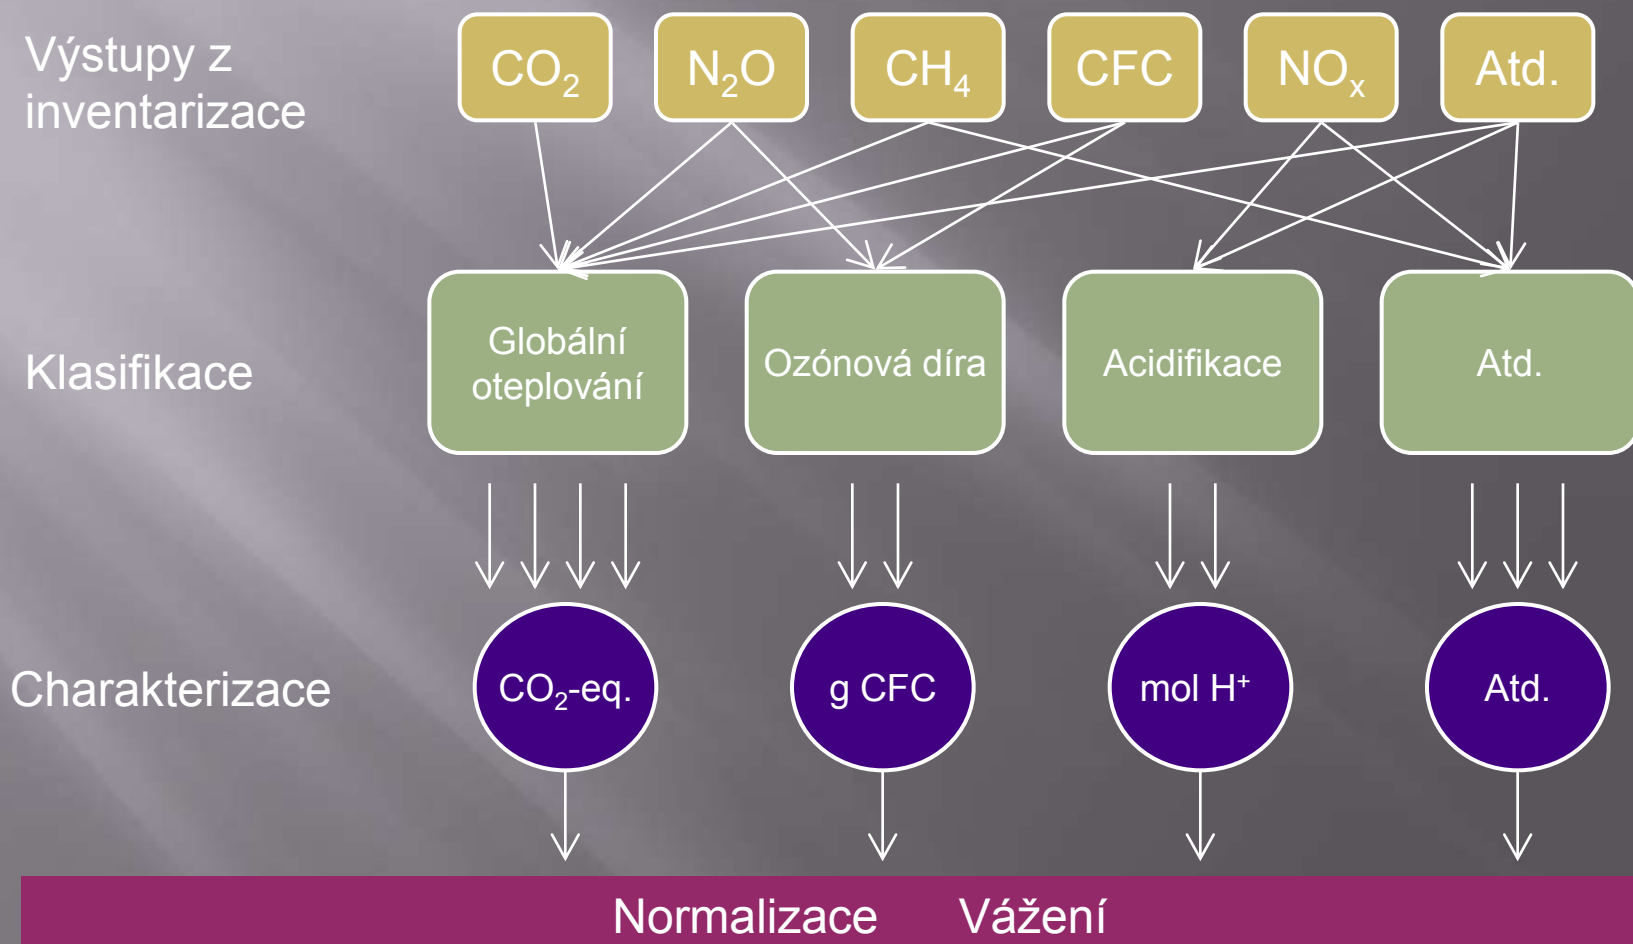 Výstupy z
inventarizace
CO₂ N₂O CH₄ CFC NOₓ Atd.
Klasifikace
Globální
oteplování
Ozónová díra
Acidifikace
Atd.
Charakterizace
CO₂-eq. g CFC mol H⁺ Atd.
Normalizace Vážení